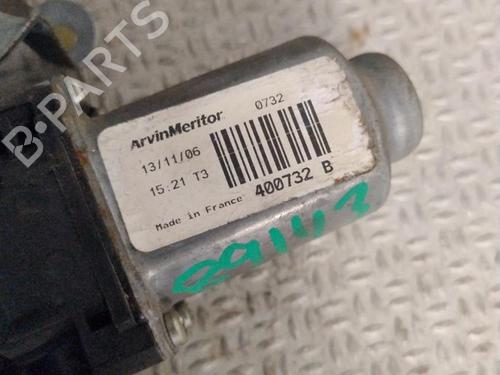 B-PARTS
ArvinMeritor
0732
13/11/06
15:21 T3
400732 B
Made in France